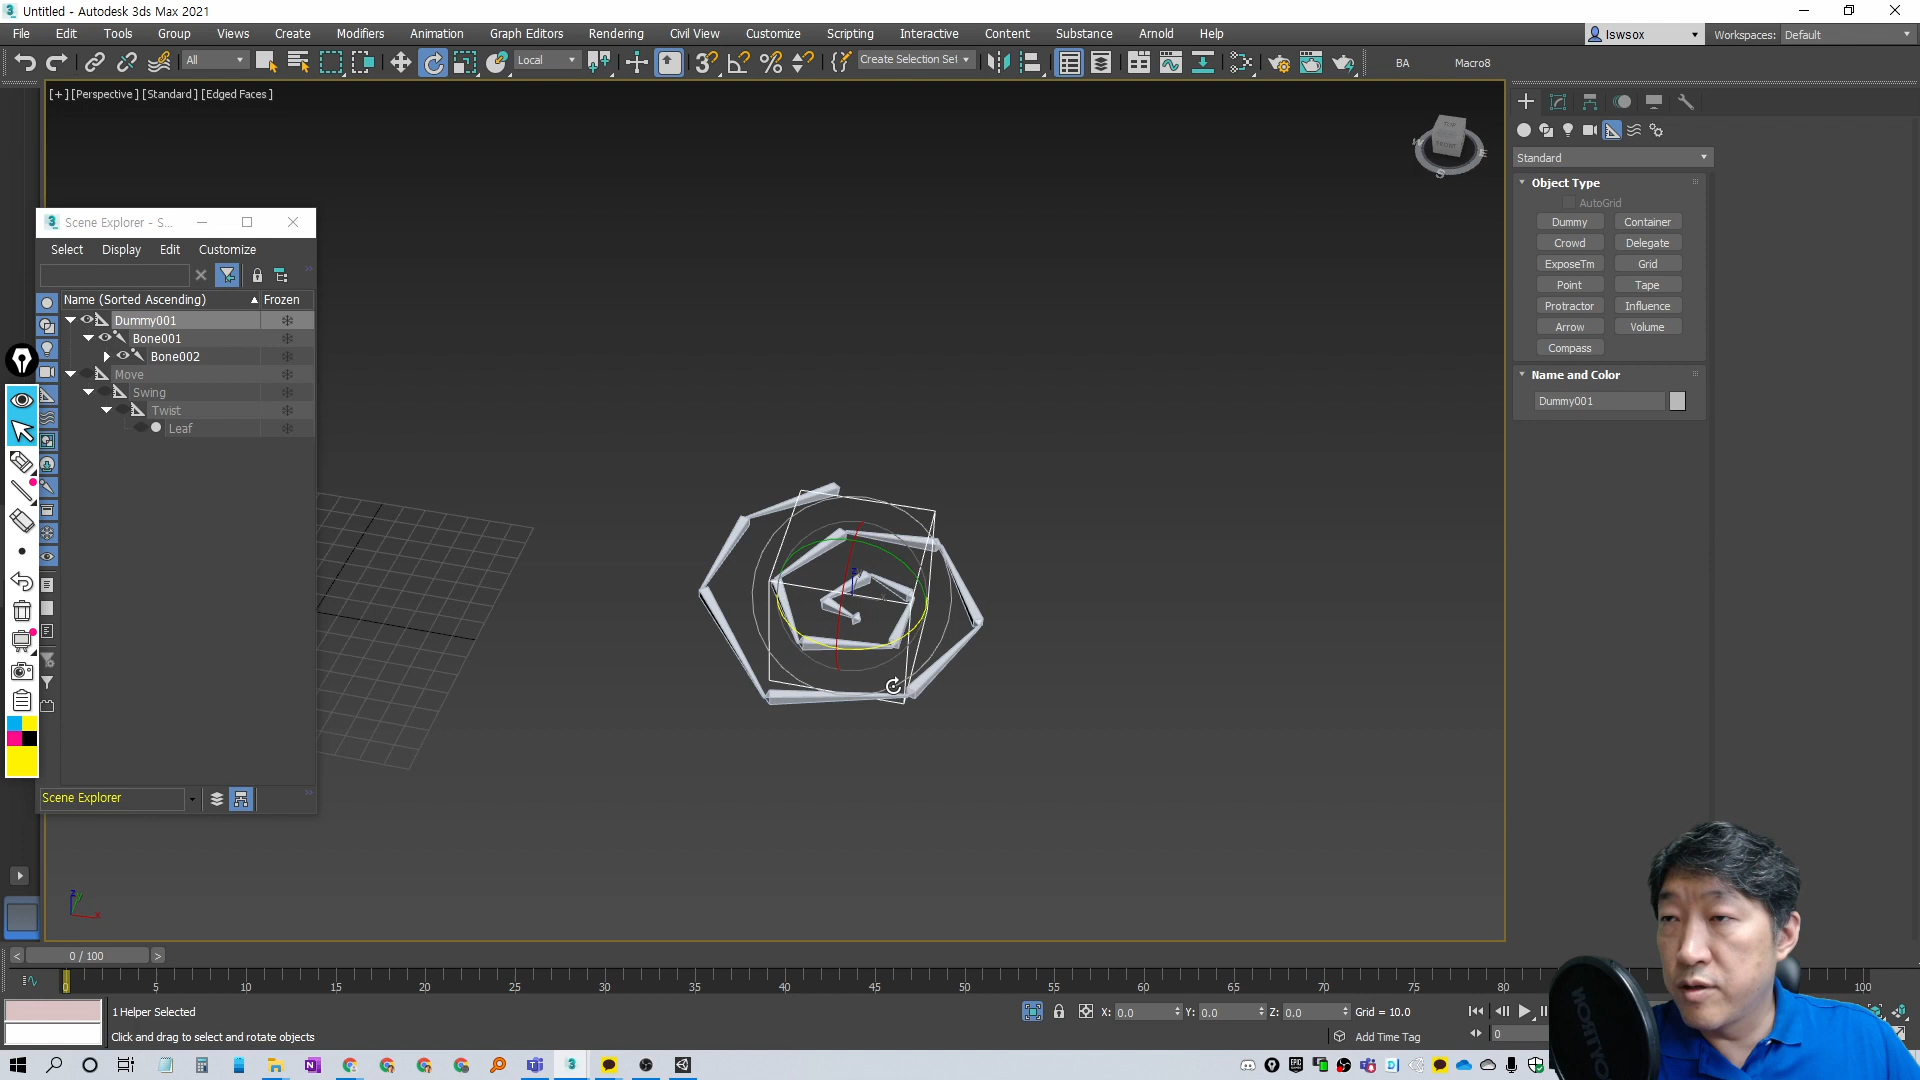 Untitled - Autodesk 3ds Max 2021
File Edit Tools Group Views Create Modifiers Animation Graph Editors Rendering Civil View Customize Scripting Interactive Content Substance Arnold Help
lswsox
Workspaces: Default
All
Local
Create Selection Set
BA
Macro8
[+] [Perspective] [Standard] [Edged Faces]
TOP
FRONT
W
E
S
Standard
Object Type
AutoGrid
Dummy Container
Crowd Delegate
ExposeTm Grid
Point Tape
Protractor Influence
Arrow Volume
Compass
Name and Color
Dummy001
Scene Explorer - S...
Select Display Edit Customize
Name (Sorted Ascending) Frozen
Dummy001
Bone001
Bone002
Move
Swing
Twist
Leaf
Scene Explorer
z
y
x
z
0 / 100
0 5 10 15 20 25 30 35 40 45 50 55 60 65 70 75 80 100
1 Helper Selected
X: 0.0 Y: 0.0 Z: 0.0 Grid = 10.0
Click and drag to select and rotate objects
Add Time Tag
0
NORTYO